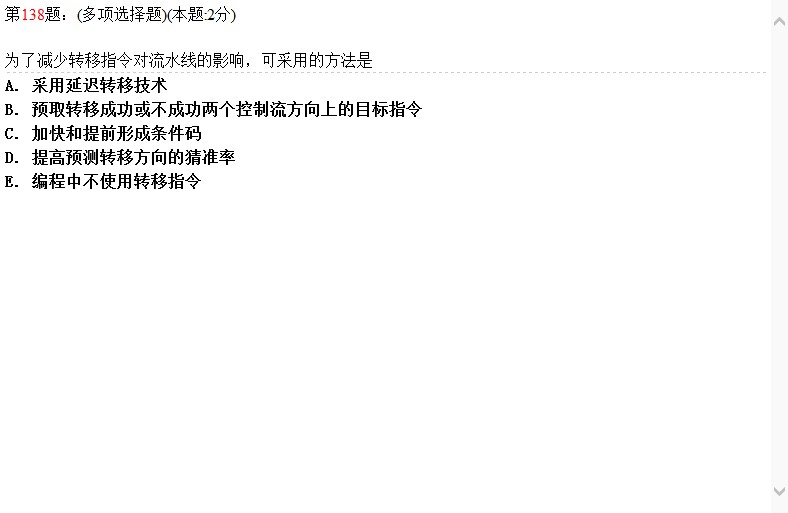 第138题：(多项选择题)(本题:2分)
为了减少转移指令对流水线的影响，可采用的方法是
A. 采用延迟转移技术
B. 预取转移成功或不成功两个控制流方向上的目标指令
C. 加快和提前形成条件码
D. 提高预测转移方向的猜准率
E. 编程中不使用转移指令